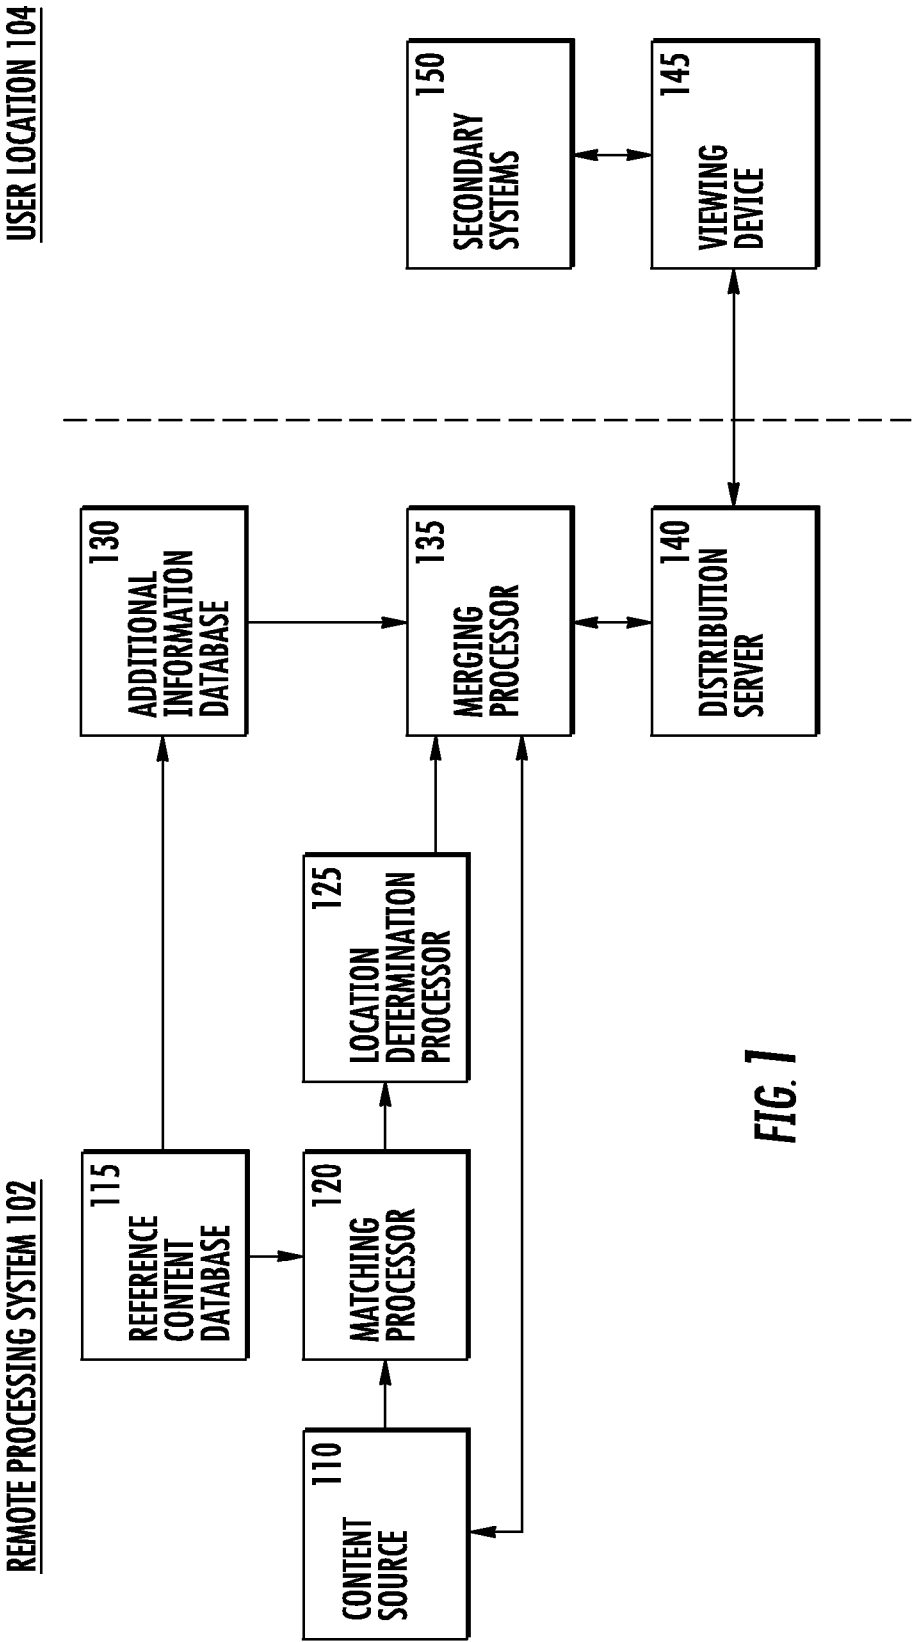 REMOTE PROCESSING SYSTEM 102
USER LOCATION 104
115
REFERENCE
CONTENT
DATABASE
130
ADDITIONAL
INFORMATION
DATABASE
110
CONTENT
SOURCE
120
MATCHING
PROCESSOR
125
LOCATION
DETERMINATION
PROCESSOR
135
MERGING
PROCESSOR
150
SECONDARY
SYSTEMS
140
DISTRIBUTION
SERVER
145
VIEWING
DEVICE
FIG. 1